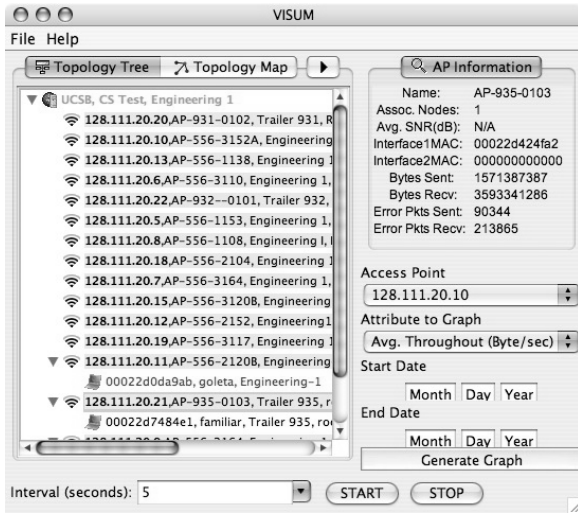 VISUM
File Help
Topology Tree
Topology Map
UCSB, CS Test, Engineering 1
128.111.20.20,AP-931-0102, Trailer 931, R
128.111.20.10,AP-556-3152A, Engineering
128.111.20.13,AP-556-1138, Engineering 1
128.111.20.6,AP-556-3110, Engineering 1,
128.111.20.22,AP-932--0101, Trailer 932,
128.111.20.5,AP-556-1153, Engineering 1,
128.111.20.8,AP-556-1108, Engineering I, I
128.111.20.18,AP-556-2104, Engineering 1
128.111.20.7,AP-556-3164, Engineering 1,
128.111.20.15,AP-556-3120B, Engineering
128.111.20.12,AP-556-2152, Engineering1
128.111.20.19,AP-556-3117, Engineering 1
128.111.20.11,AP-556-2120B, Engineering
00022d0da9ab, goleta, Engineering-1
128.111.20.21,AP-935-0103, Trailer 935, r
00022d7484e1, familiar, Trailer 935, roo
AP Information
Name: AP-935-0103
Assoc. Nodes: 1
Avg. SNR(dB): N/A
Interface1MAC: 00022d424fa2
Interface2MAC: 000000000000
Bytes Sent: 1571387387
Bytes Recv: 3593341286
Error Pkts Sent: 90344
Error Pkts Recv: 213865
Access Point
128.111.20.10
Attribute to Graph
Avg. Throughout (Byte/sec)
Start Date
Month Day Year
End Date
Month Day Year
Generate Graph
Interval (seconds): 5
START
STOP